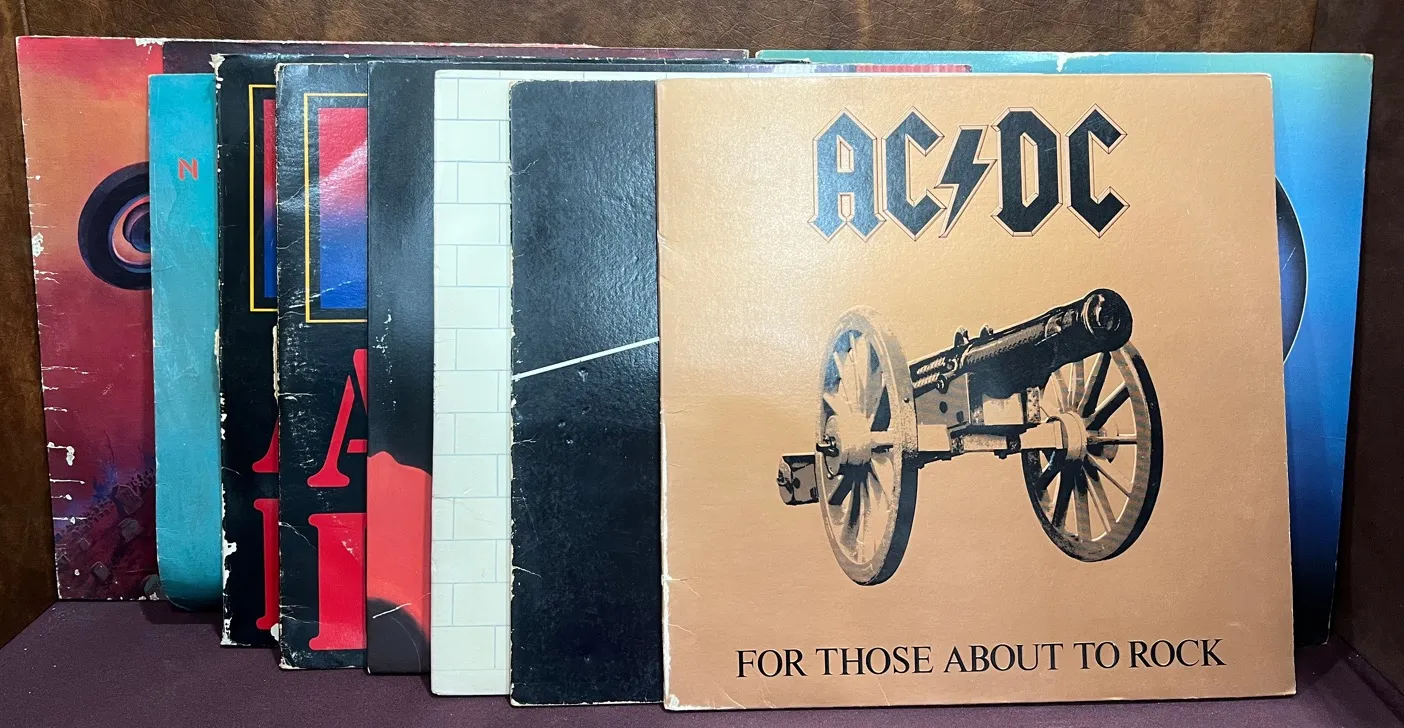 N
AC⚡DC
A
FOR THOSE ABOUT TO ROCK